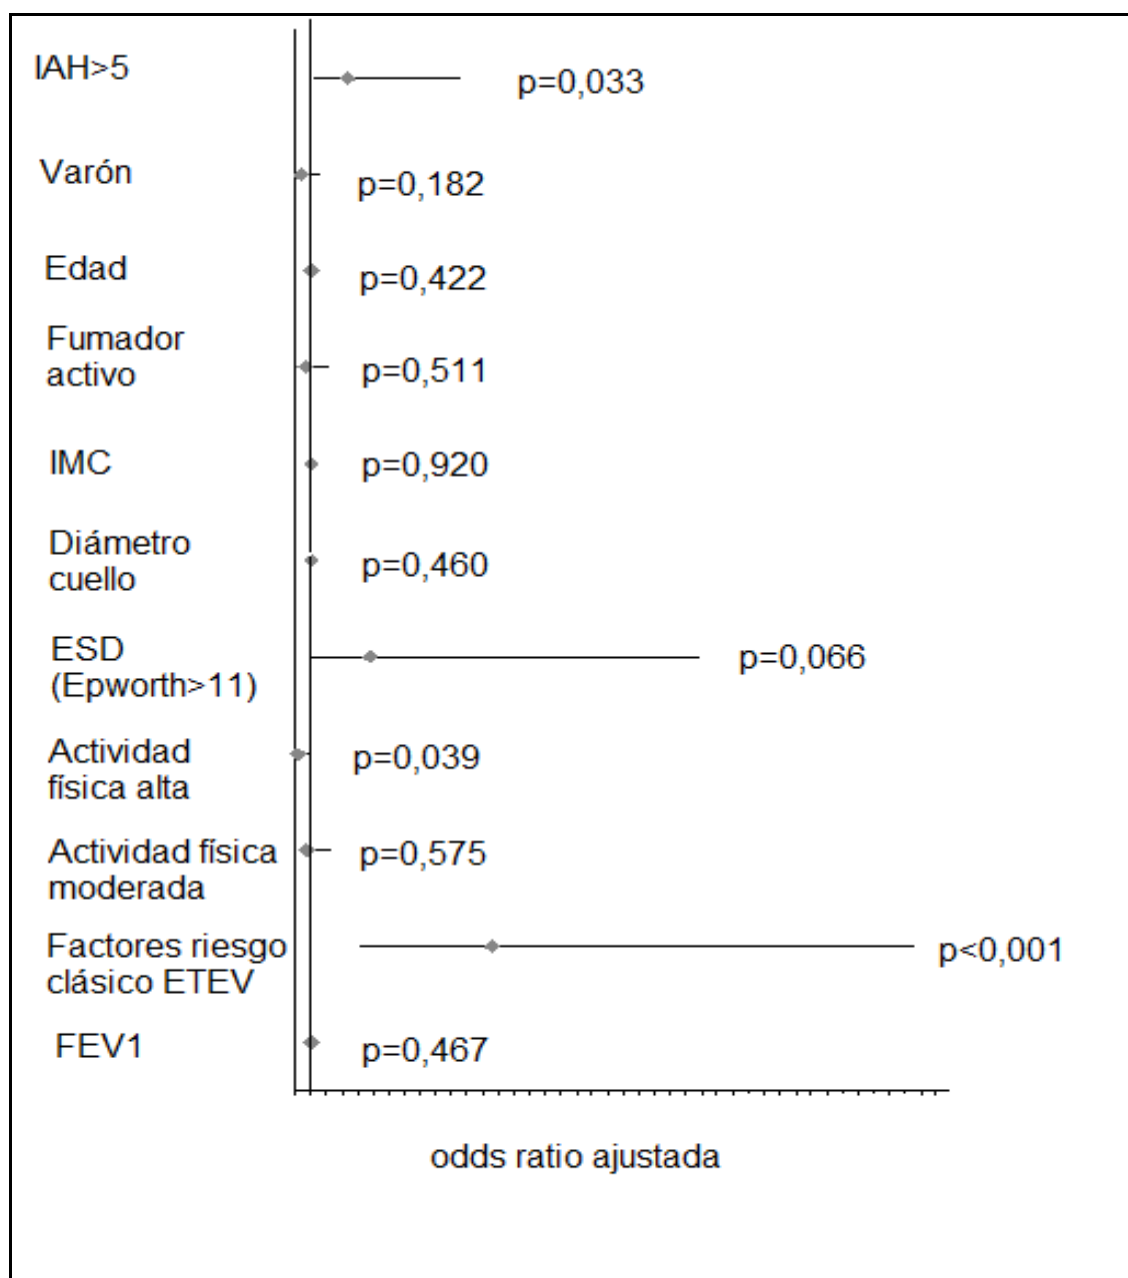 IAH>5
p=0,033
Varón
p=0,182
Edad
p=0,422
Fumador
activo
p=0,511
IMC
p=0,920
Diámetro
cuello
p=0,460
ESD
(Epworth>11)
p=0,066
Actividad
física alta
p=0,039
Actividad física
moderada
p=0,575
Factores riesgo
clásico ETEV
p<0,001
FEV1
p=0,467
odds ratio ajustada